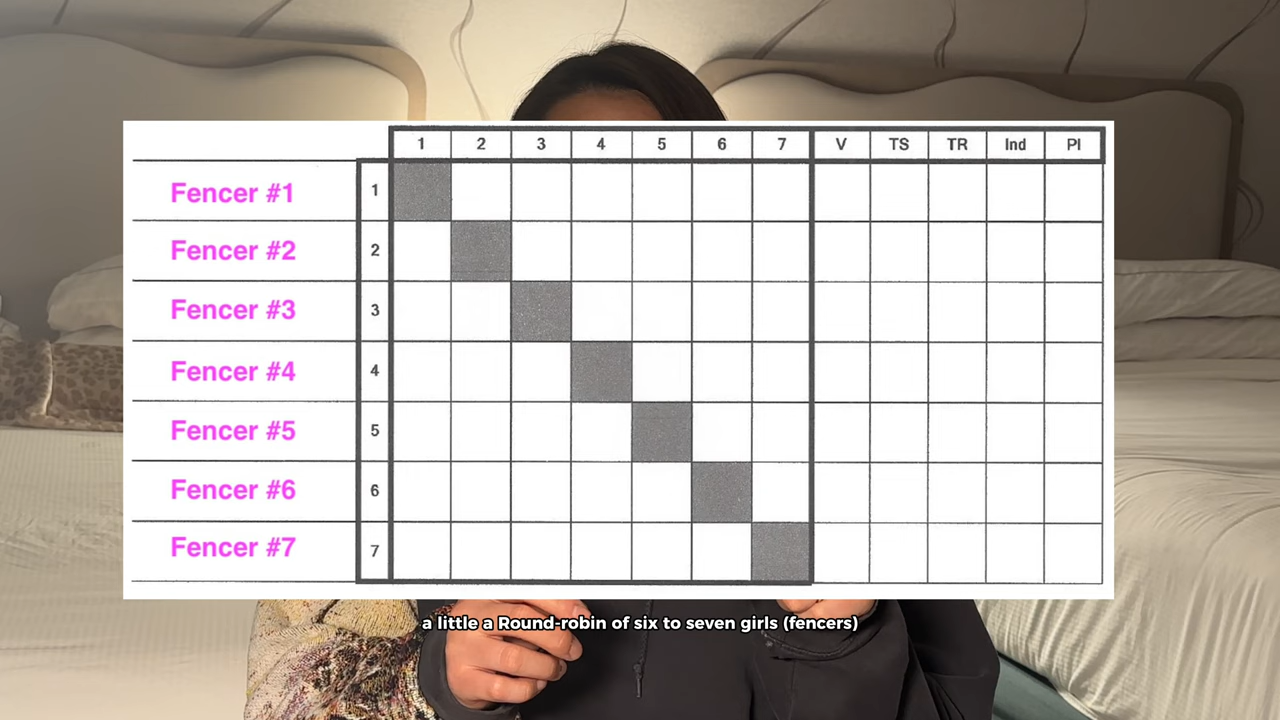 1 2 3 4 5 6 7 V TS TR Ind Pl
Fencer #1 1
Fencer #2 2
Fencer #3 3
Fencer #4 4
Fencer #5 5
Fencer #6 6
Fencer #7 7
a little a Round-robin of six to seven girls (fencers)